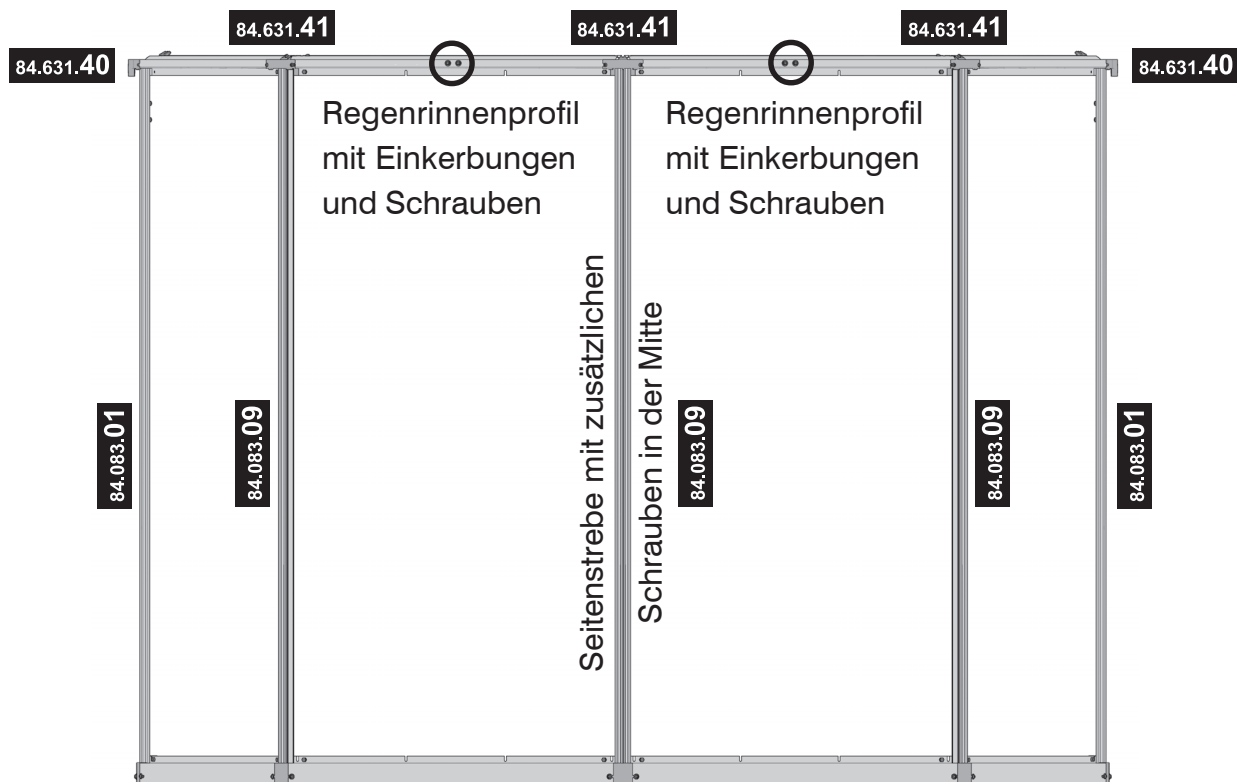 84.631.41
84.631.41
84.631.41
84.631.40
84.631.40
Regenrinnenprofil
mit Einkerbungen
und Schrauben
Regenrinnenprofil
mit Einkerbungen
und Schrauben
84.083.01
84.083.09
Seitenstrebe mit zusätzlichen
Schrauben in der Mitte
84.083.09
84.083.09
84.083.01